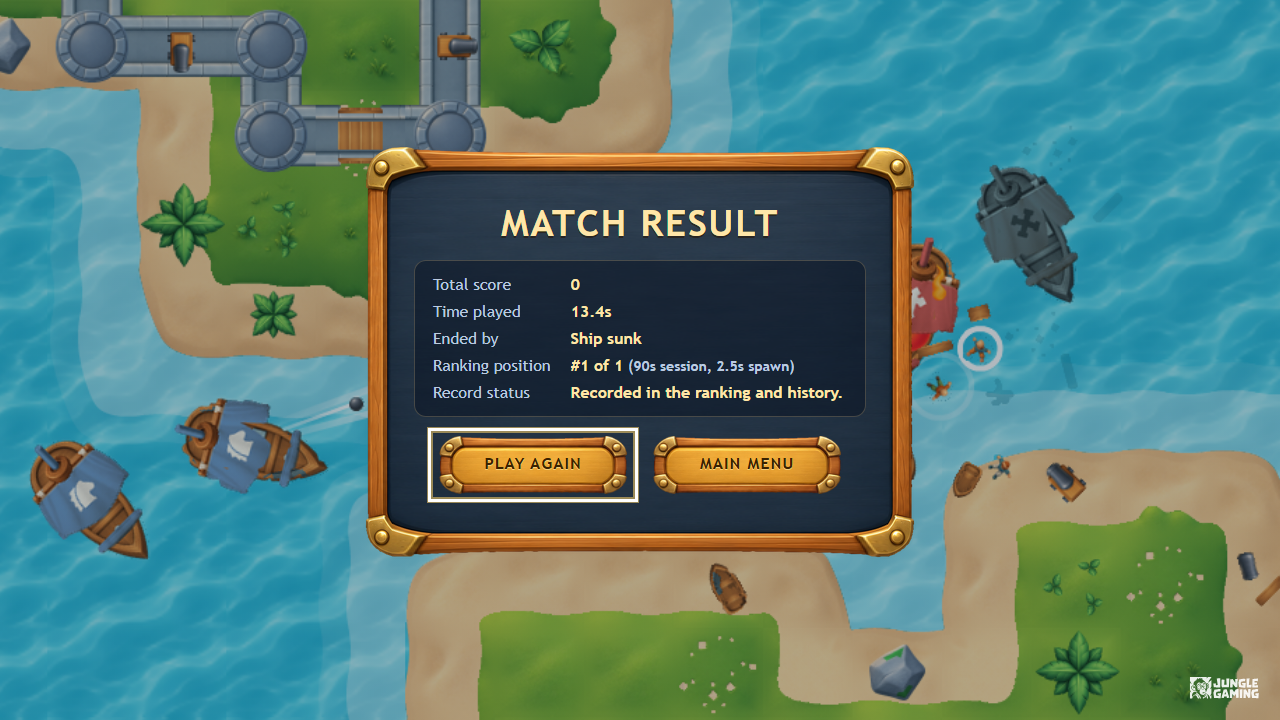 MATCH RESULT
Total score 0
Time played 13.4s
Ended by Ship sunk
Ranking position #1 of 1 (90s session, 2.5s spawn)
Record status Recorded in the ranking and history.
PLAY AGAIN MAIN MENU
JUNGLE
GAMING